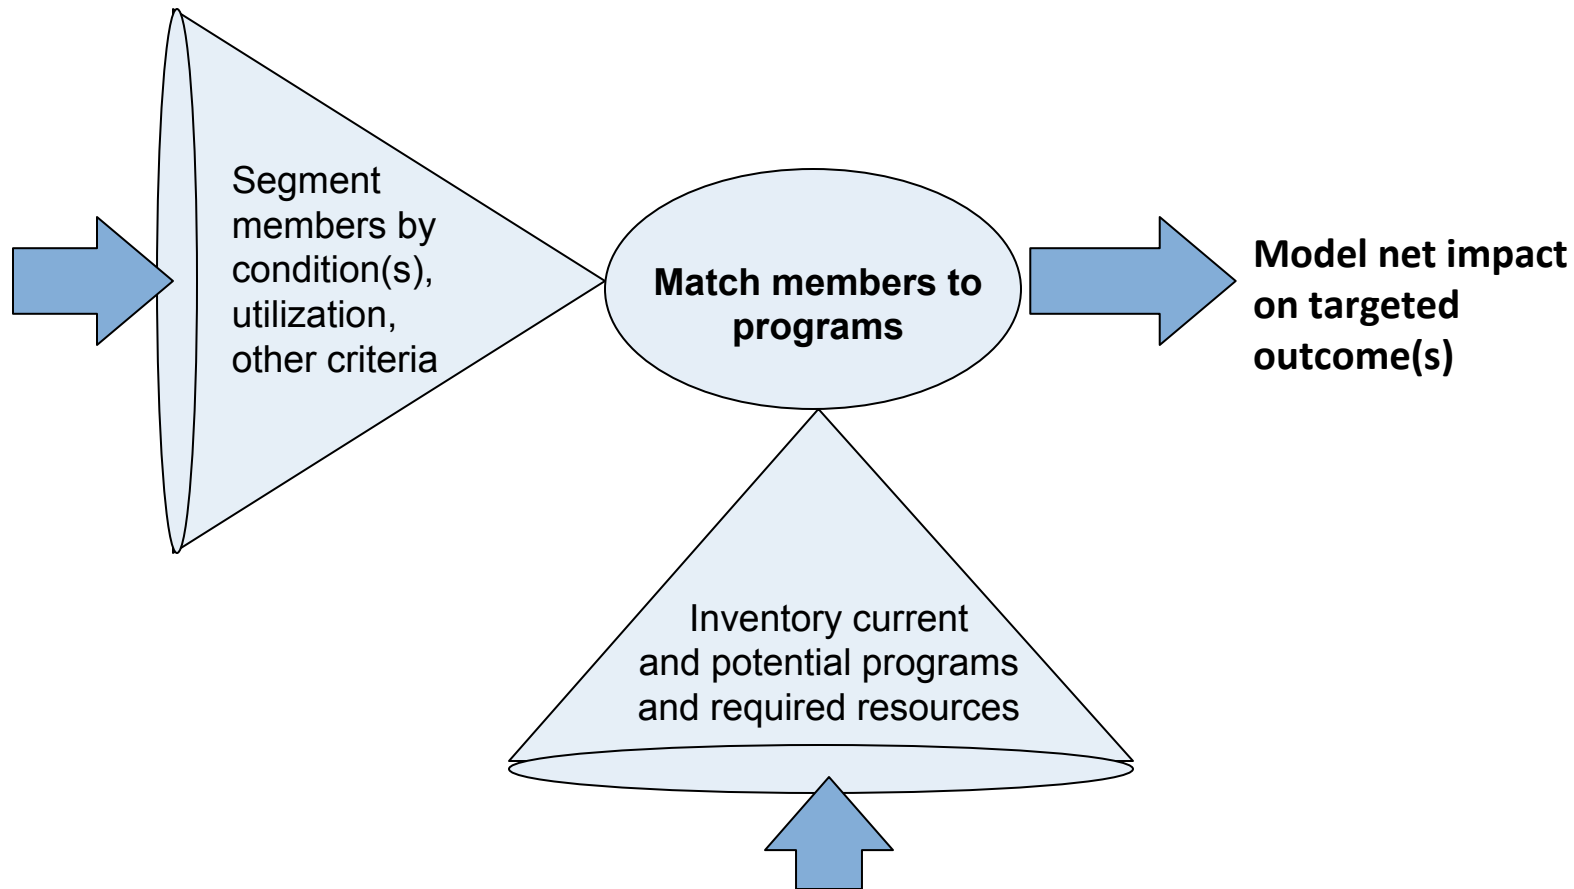 Segment
members by
condition(s),
utilization,
other criteria
Match members to
programs
Model net impact
on targeted
outcome(s)
Inventory current
and potential programs
and required resources